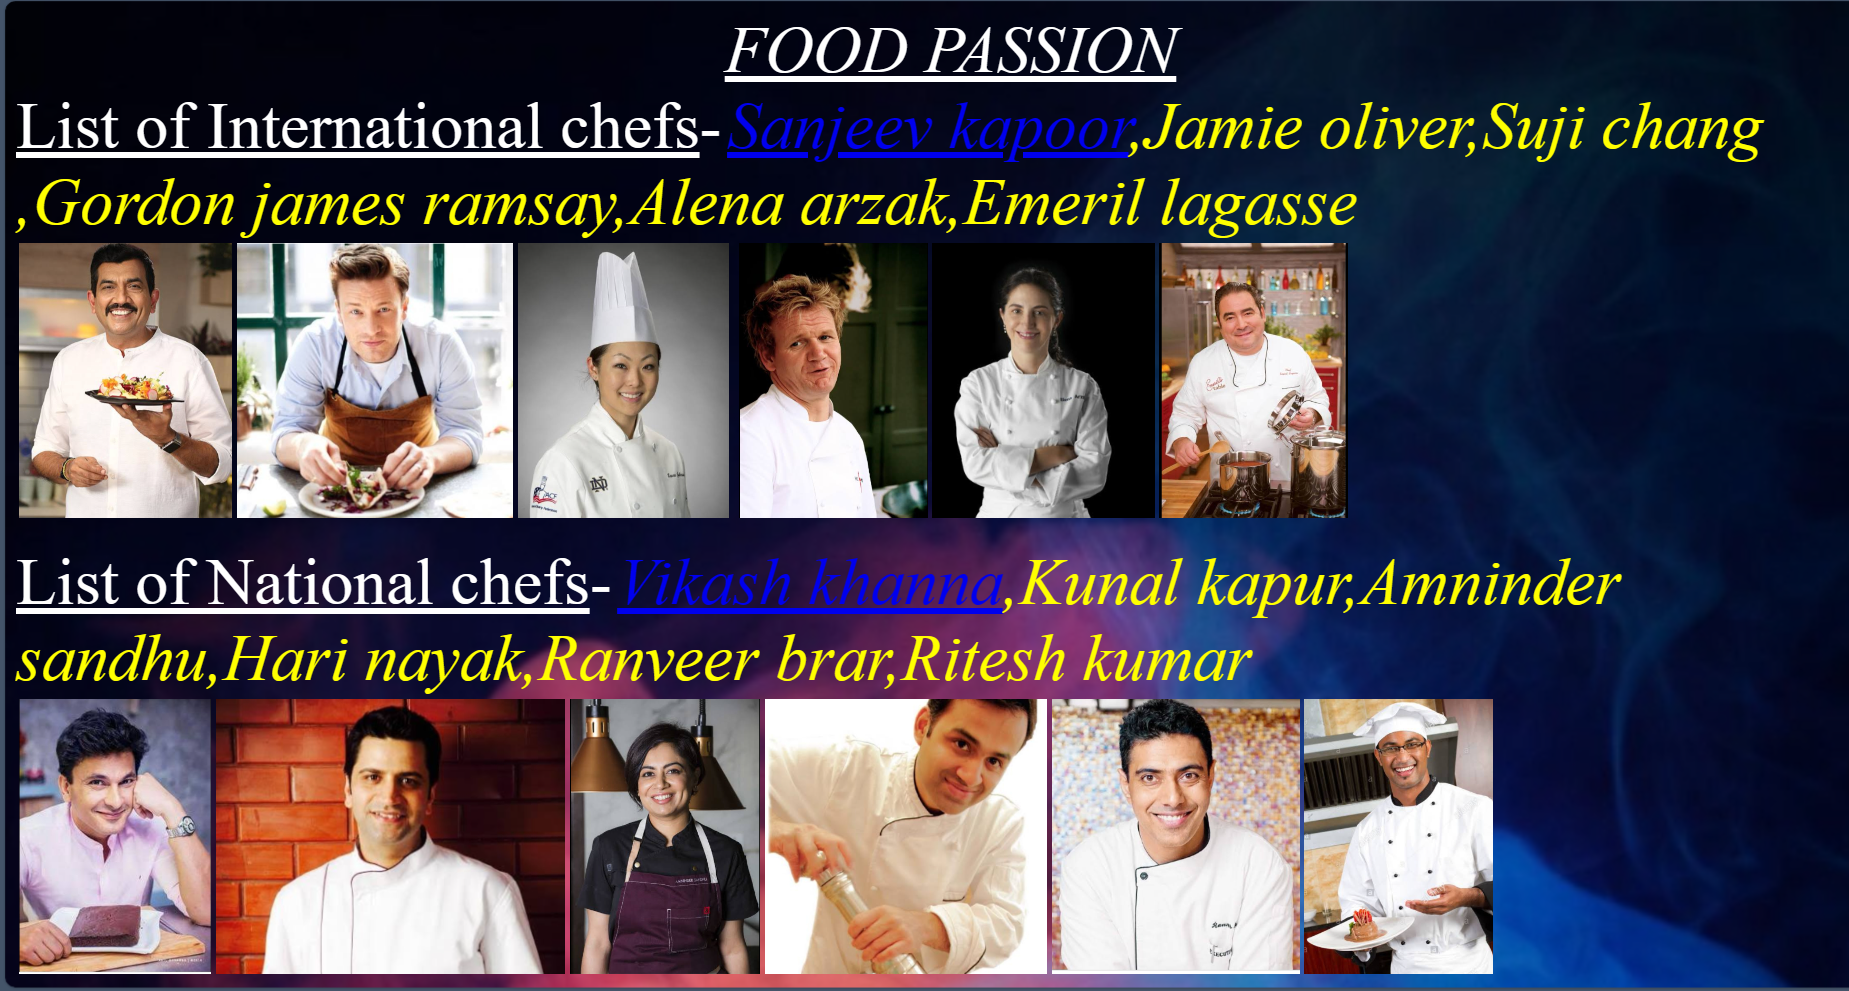 FOOD PASSION
List of International chefs-Sanjeev kapoor,Jamie oliver,Suji chang
,Gordon james ramsay,Alena arzak,Emeril lagasse
List of National chefs-Vikash khanna,Kunal kapur,Amninder
sandhu,Hari nayak,Ranveer brar,Ritesh kumar